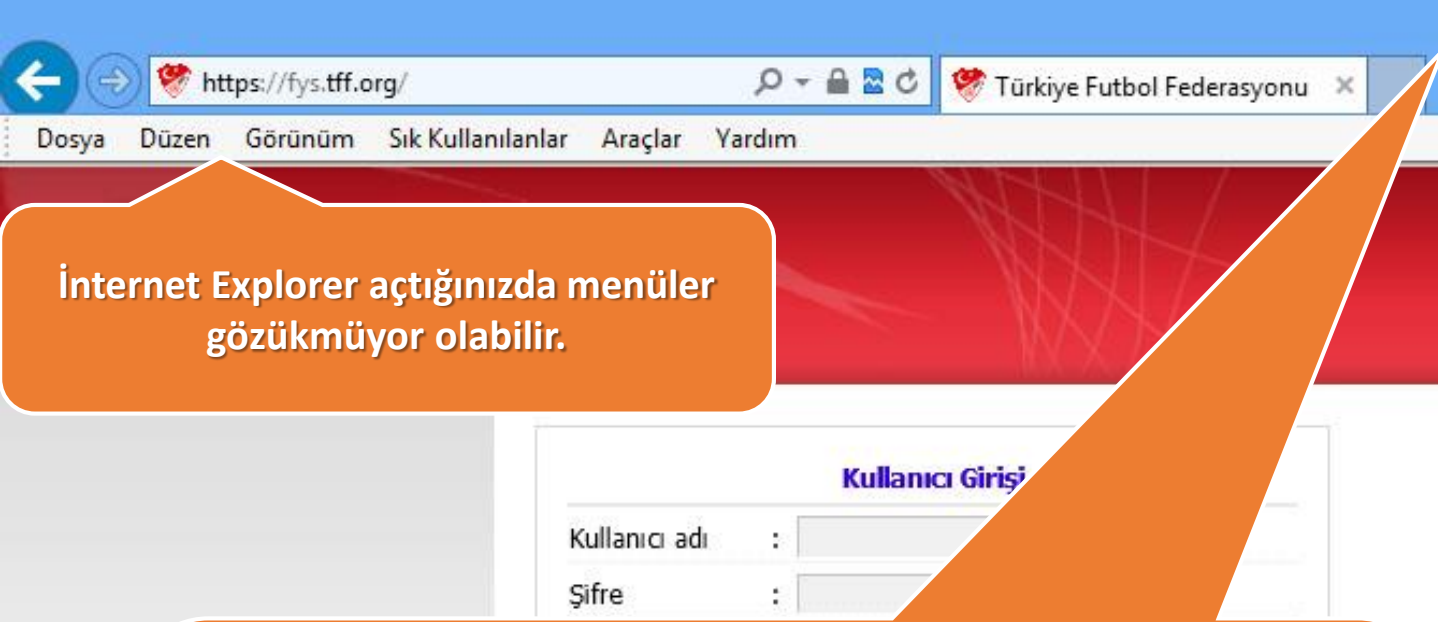 https://fys.tff.org/
Türkiye Futbol Federasyonu
Dosya Düzen Görünüm Sık Kullanılanlar Araçlar Yardım
İnternet Explorer açtığınızda menüler
gözükmüyor olabilir.
Kullanıcı Girişi
Kullanıcı adı :
Şifre :